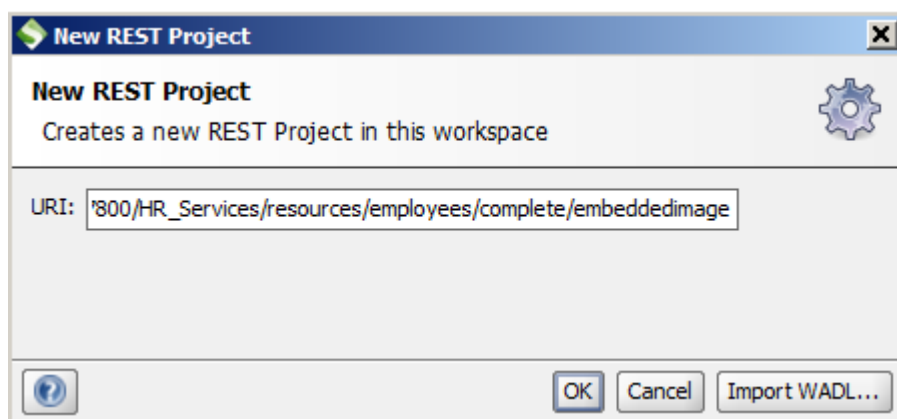 New REST Project
New REST Project
Creates a new REST Project in this workspace
URI: 800/HR_Services/resources/employees/complete/embeddedimage
OK Cancel Import WADL...